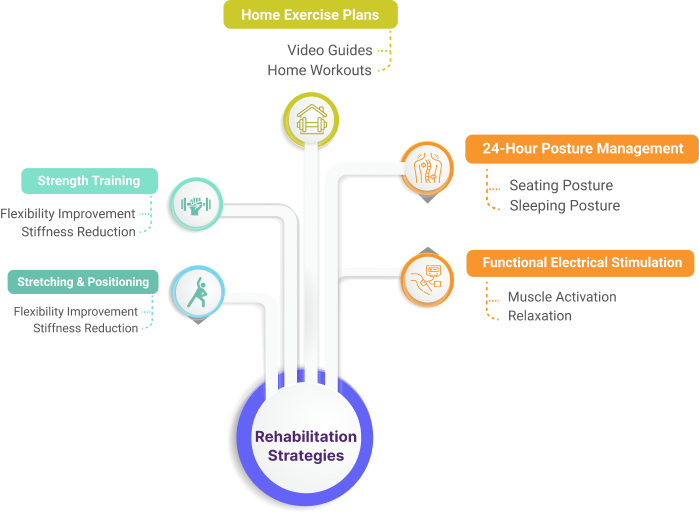 Home Exercise Plans
Video Guides
Home Workouts
Strength Training
Flexibility Improvement
Stiffness Reduction
Stretching & Positioning
Flexibility Improvement
Stiffness Reduction
24-Hour Posture Management
Seating Posture
Sleeping Posture
Functional Electrical Stimulation
Muscle Activation
Relaxation
Rehabilitation
Strategies